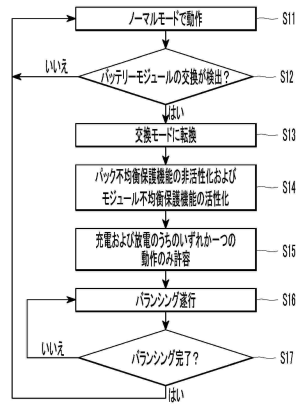 ノーマルモードで動作
S11
いいえ
バッテリーモジュールの交換が検出？
S12
はい
交換モードに転換
S13
パック不均衡保護機能の非活性化および
モジュール不均衡保護機能の活性化
S14
充電および放電のうちのいずれか一つの
動作のみ許容
S15
バランシング遂行
S16
いいえ
バランシング完了？
S17
はい